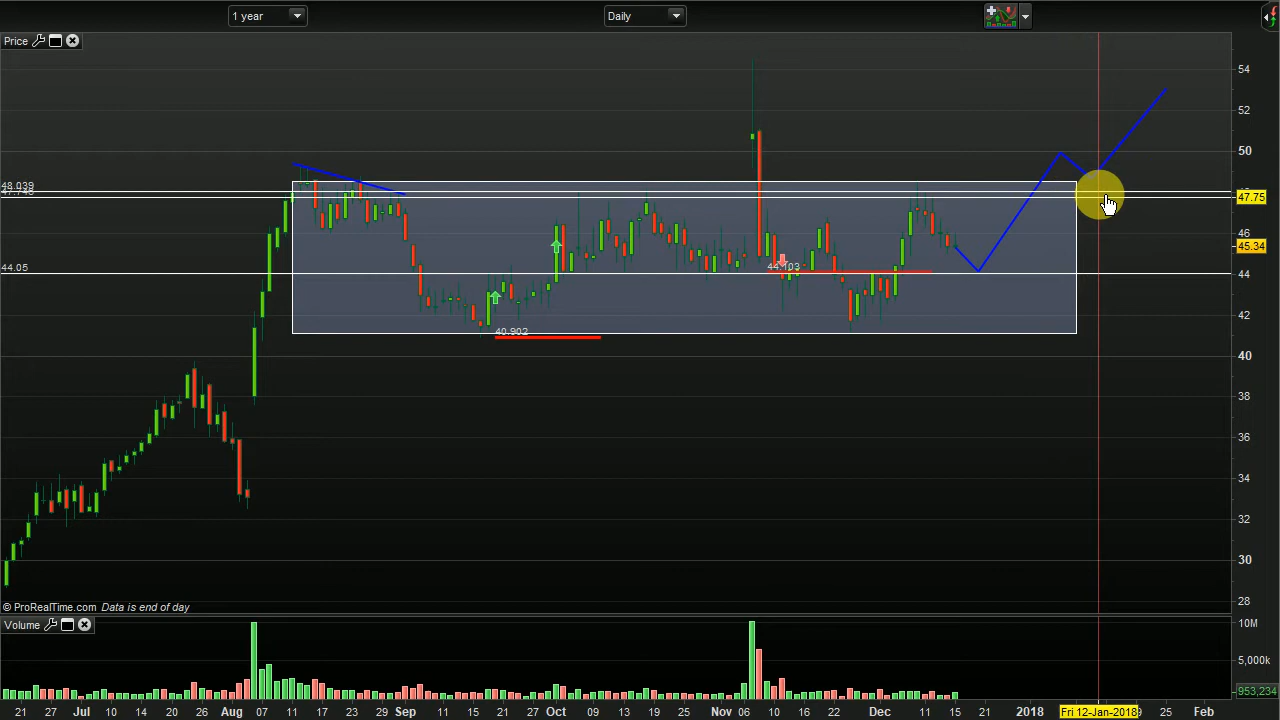 1 year
Daily
Price
54
52
50
48.039
47.75
46
45.34
44.05
44.103
44
42
40.902
40
38
36
34
32
30
28
© ProRealTime.com Data is end of day
Volume
10M
5,000k
953,234
21 27 Jul 10 14 20 26 Aug 07 11 17 23 29 Sep 11 15 21 27 Oct 09 13 19 25 Nov 06 10 16 22 Dec 11 15 21 2018 Fri 12-Jan-2018 25 Feb